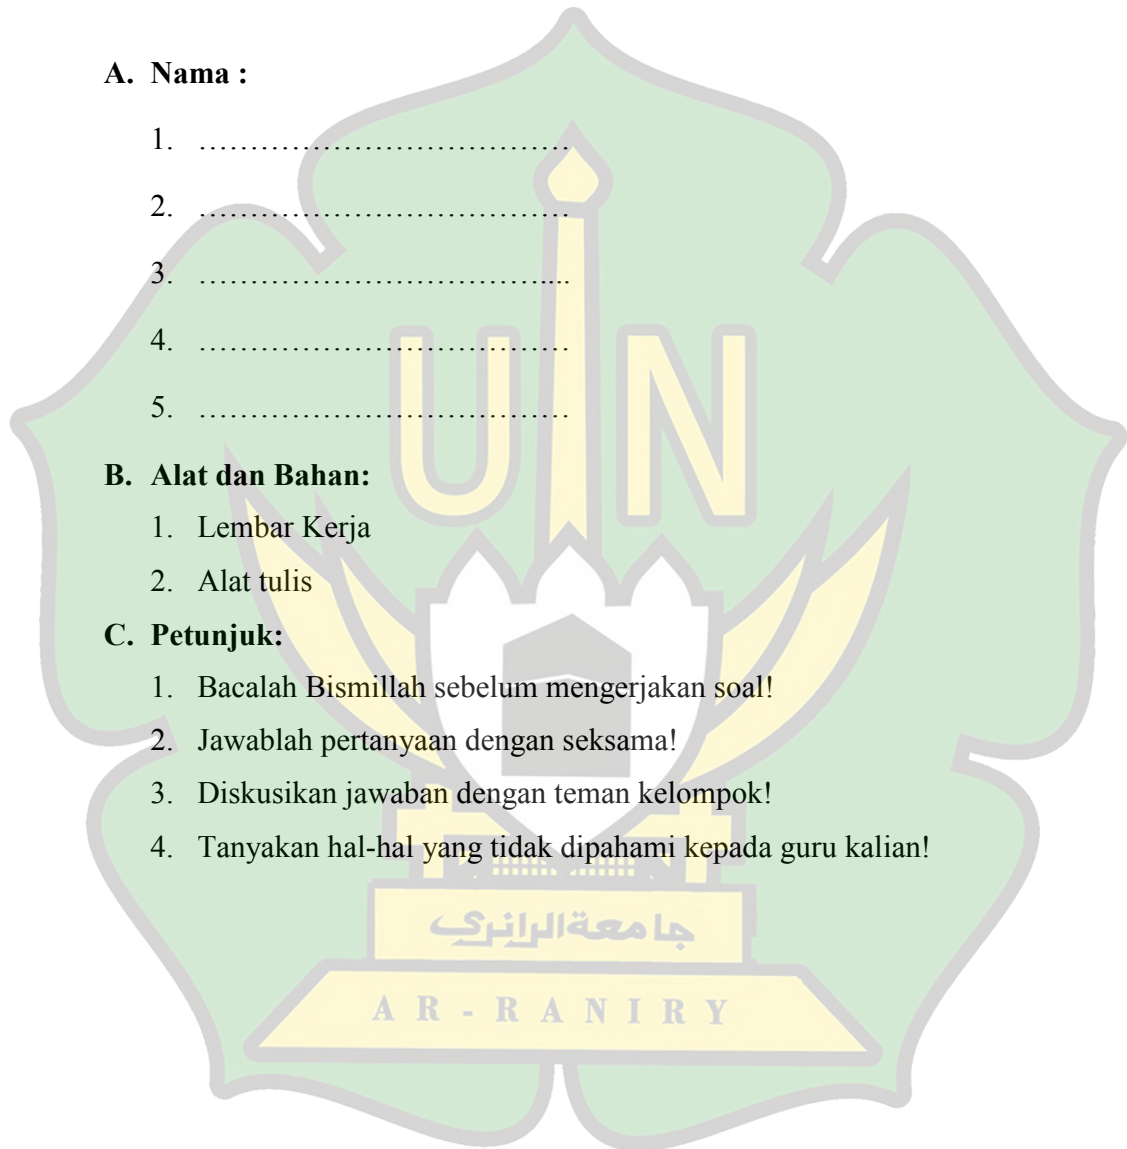 A. Nama :
1. ……………………………….
2. ……………………………….
3. ……………………………....
4. ……………………………….
5. ……………………………….
UIN
B. Alat dan Bahan:
1. Lembar Kerja
2. Alat tulis
C. Petunjuk:
1. Bacalah Bismillah sebelum mengerjakan soal!
2. Jawablah pertanyaan dengan seksama!
3. Diskusikan jawaban dengan teman kelompok!
4. Tanyakan hal-hal yang tidak dipahami kepada guru kalian!
جامعةالرانرك
AR-RANIRY